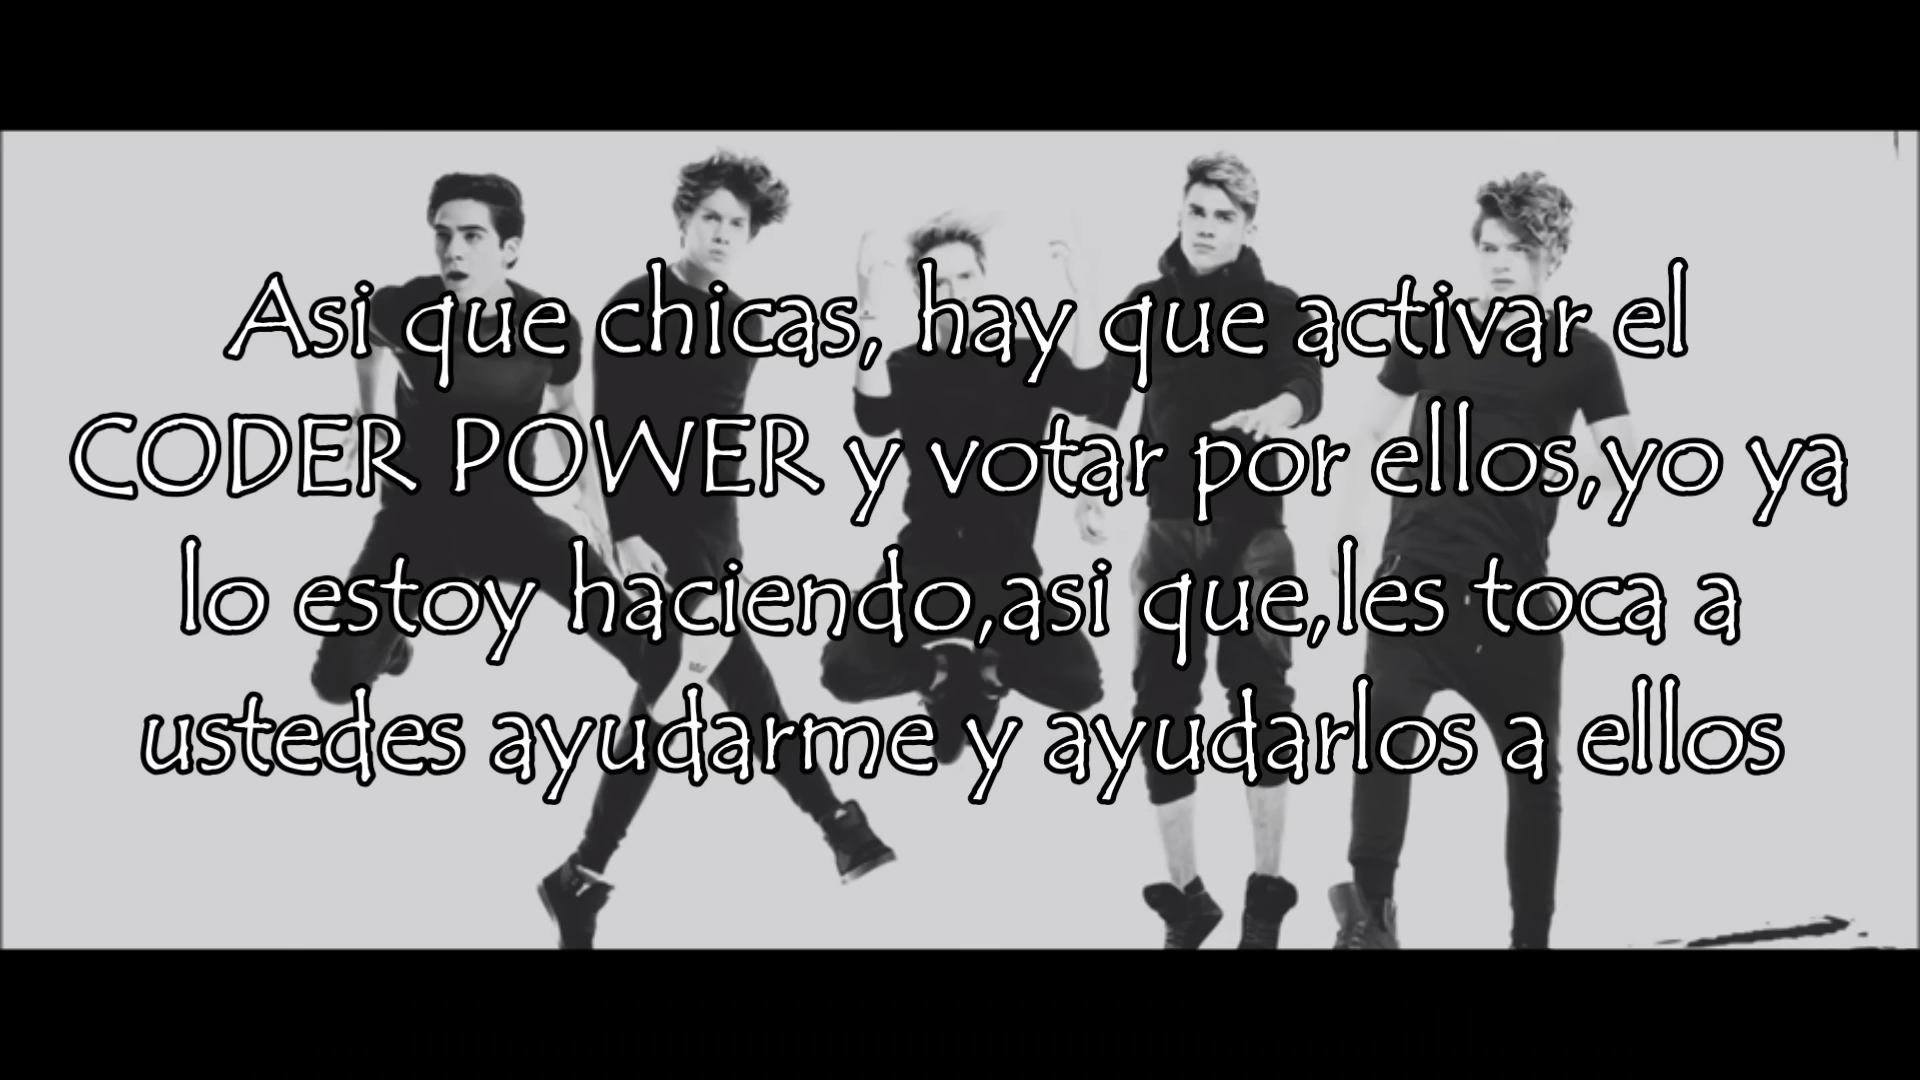 Asi que chicas, hay que activar el
CODER POWER y votar por ellos,yo ya
lo estoy haciendo,asi que,les toca a
ustedes ayudarme y ayudarlos a ellos